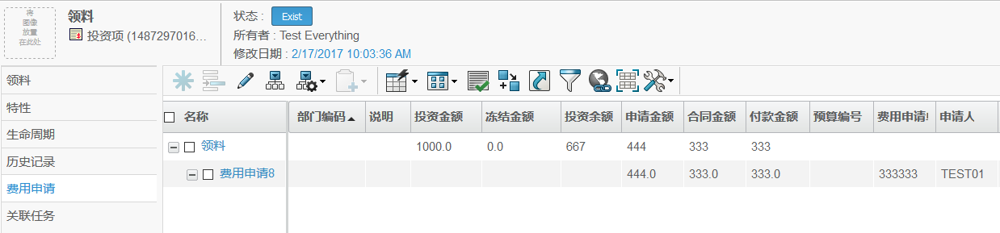 将
图像
放置
在此处
领料
投资项 (1487297016...
状态 : Exist
所有者 : Test Everything
修改日期 : 2/17/2017 10:03:36 AM
领料
特性
生命周期
历史记录
费用申请
关联任务
名称 部门编码 说明 投资金额 冻结金额 投资余额 申请金额 合同金额 付款金额 预算编号 费用申请! 申请人
领料 1000.0 0.0 667 444 333 333
费用申请8 444.0 333.0 333.0 333333 TEST01